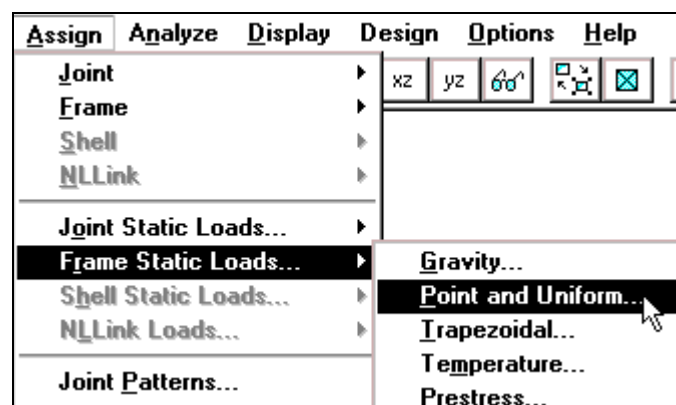 Assign Analyze Display Design Options Help
xz yz
Joint
Frame
Shell
NLLink
Joint Static Loads...
Frame Static Loads...
Shell Static Loads...
NLLink Loads...
Joint Patterns...
Gravity...
Point and Uniform...
Trapezoidal...
Temperature...
Prestress...